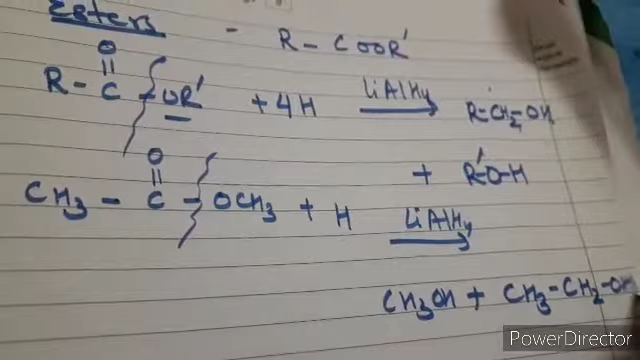 Esters - R - COOR'
O
R - C - OR' + 4H LiAlH4 R-CH2-OH
+ R'O-H
O
CH3 - C - OCH3 + H LiAlH4
CH3OH + CH3-CH2-OH
PowerDirector